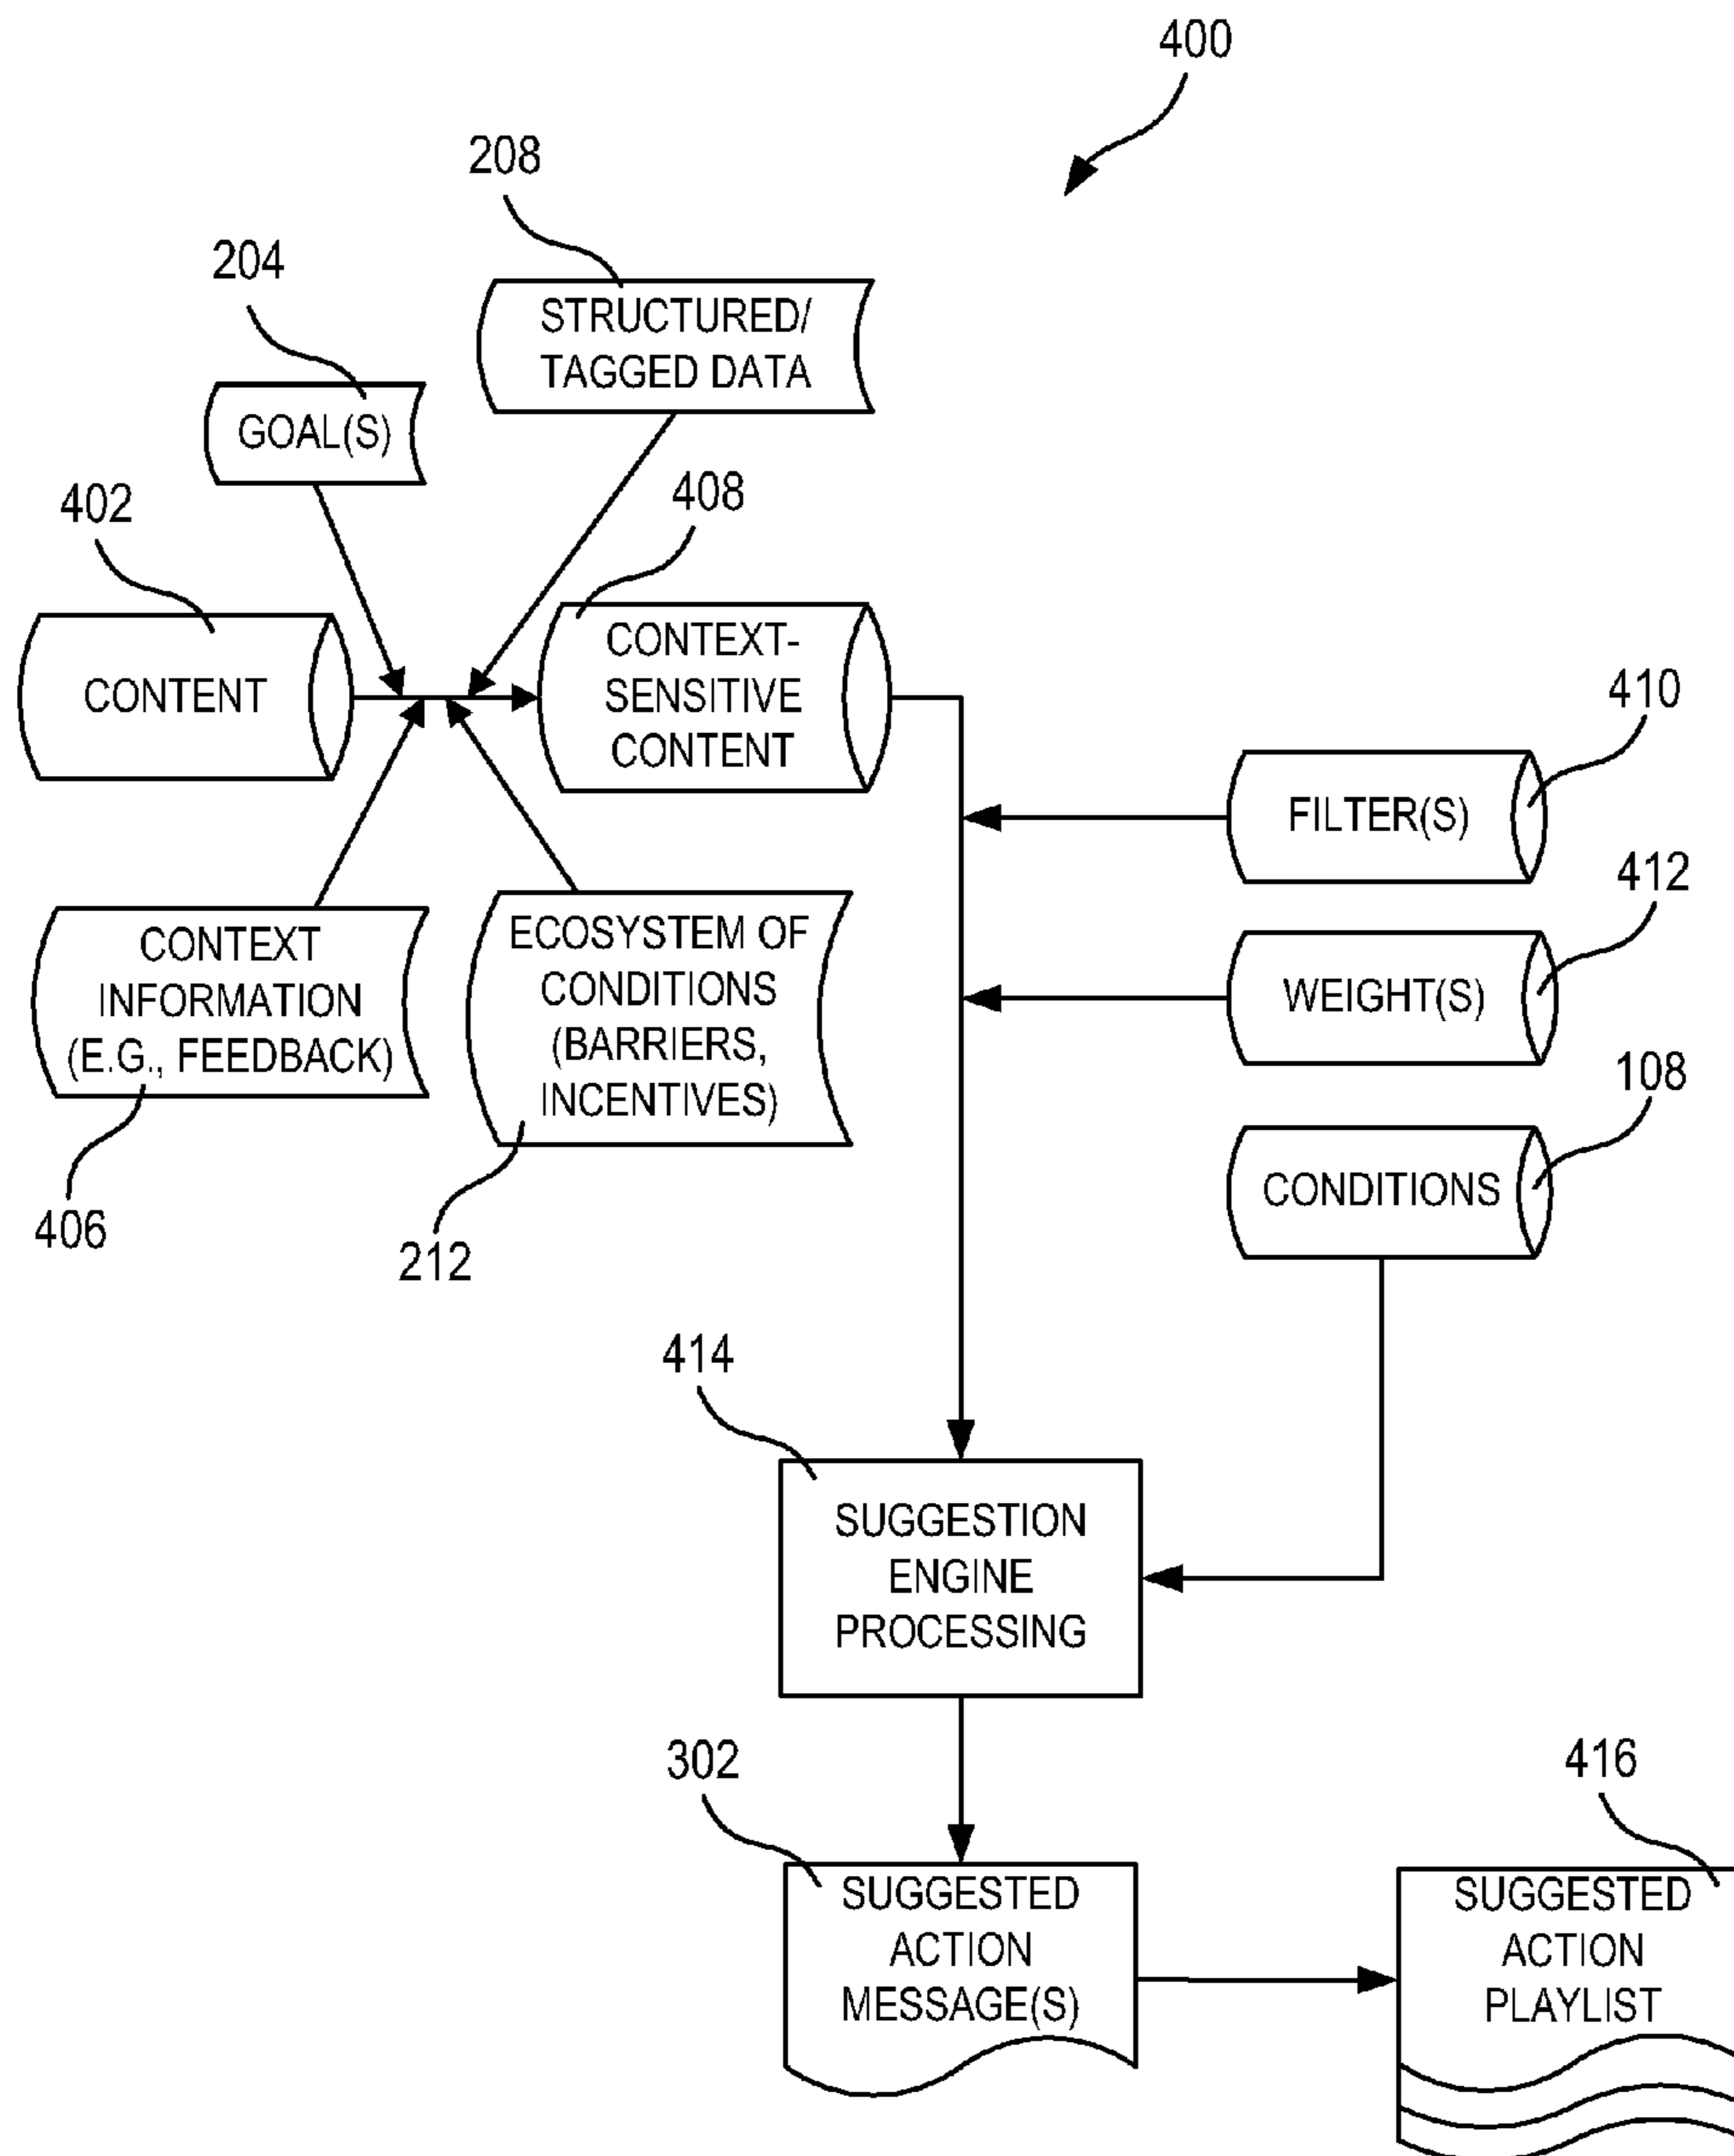 400
208
204
STRUCTURED/
TAGGED DATA
GOAL(S)
408
402
CONTEXT-
SENSITIVE
CONTENT
CONTENT
410
FILTER(S)
412
CONTEXT
INFORMATION
(E.G., FEEDBACK)
ECOSYSTEM OF
CONDITIONS
(BARRIERS,
INCENTIVES)
WEIGHT(S)
108
CONDITIONS
406
212
414
SUGGESTION
ENGINE
PROCESSING
302
416
SUGGESTED
ACTION
MESSAGE(S)
SUGGESTED
ACTION
PLAYLIST